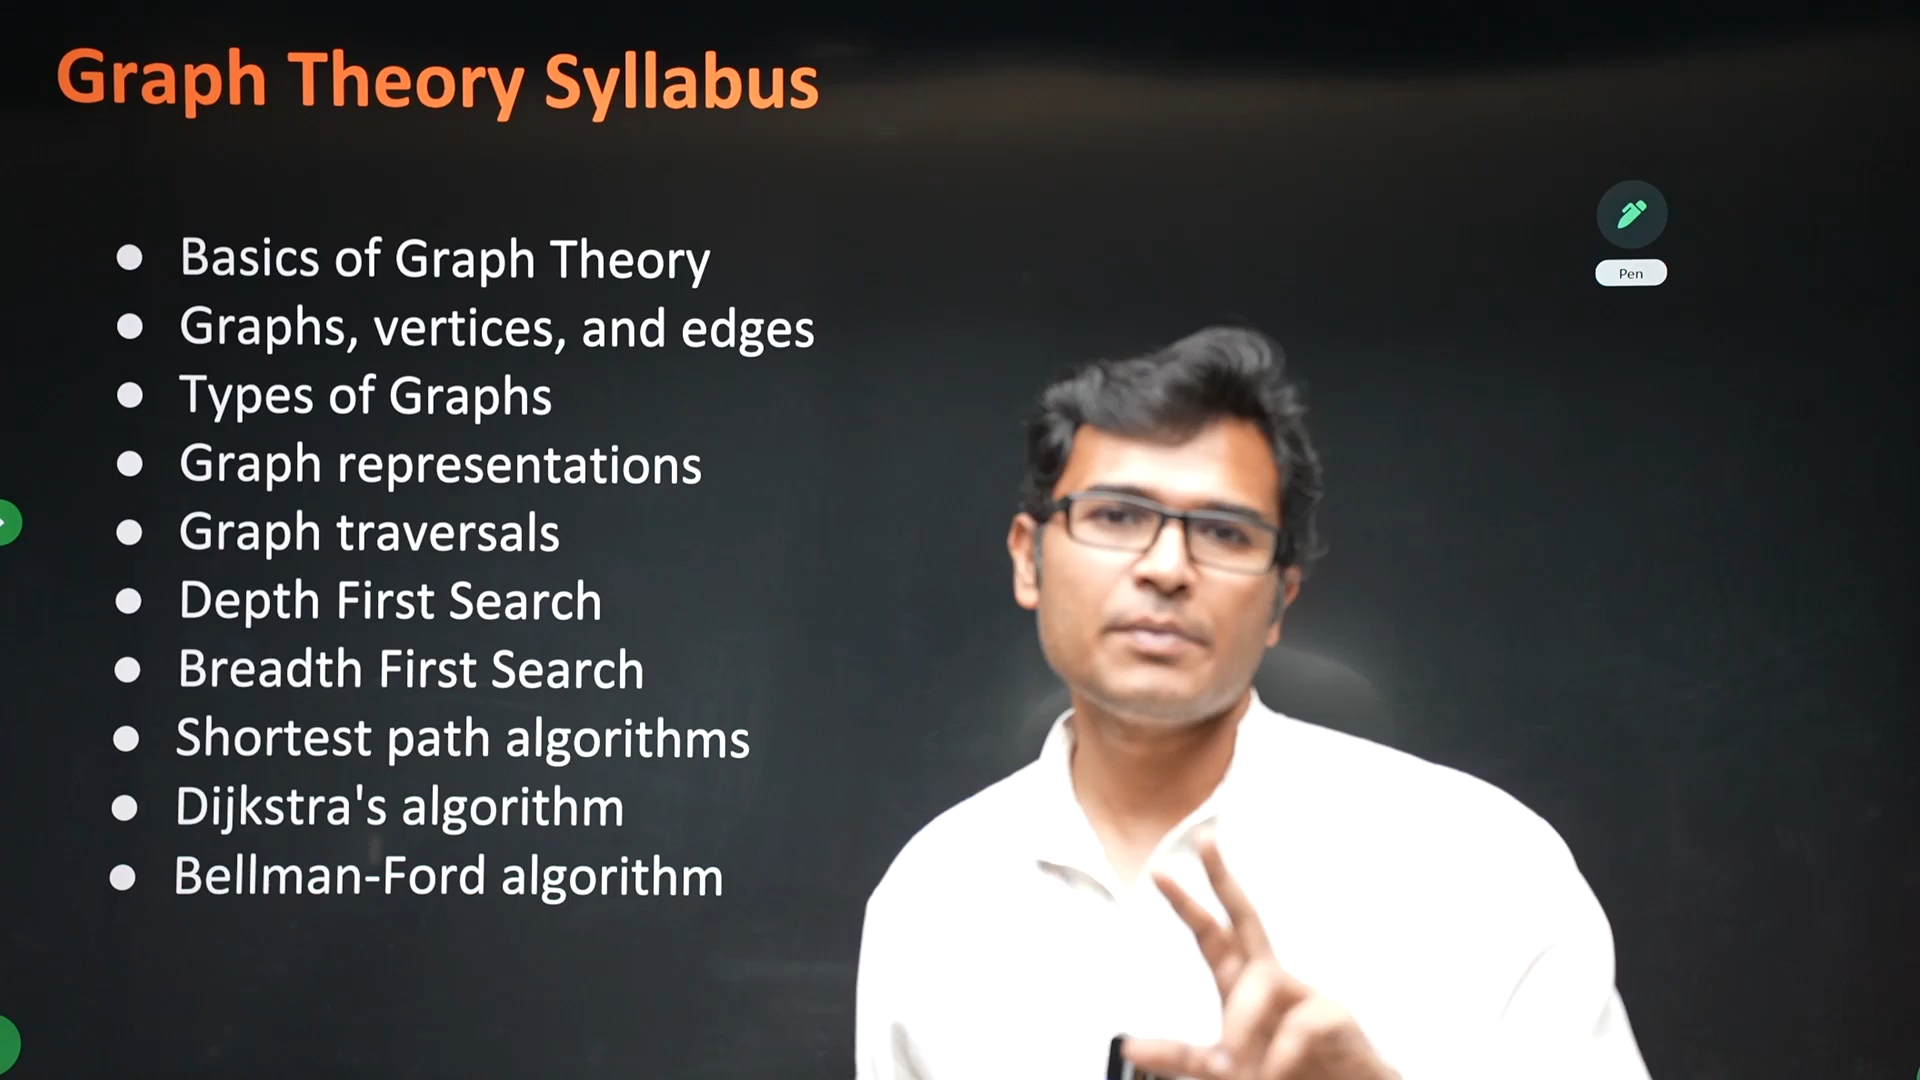 Graph Theory Syllabus
Pen
● Basics of Graph Theory
● Graphs, vertices, and edges
● Types of Graphs
● Graph representations
● Graph traversals
● Depth First Search
● Breadth First Search
● Shortest path algorithms
● Dijkstra's algorithm
● Bellman-Ford algorithm